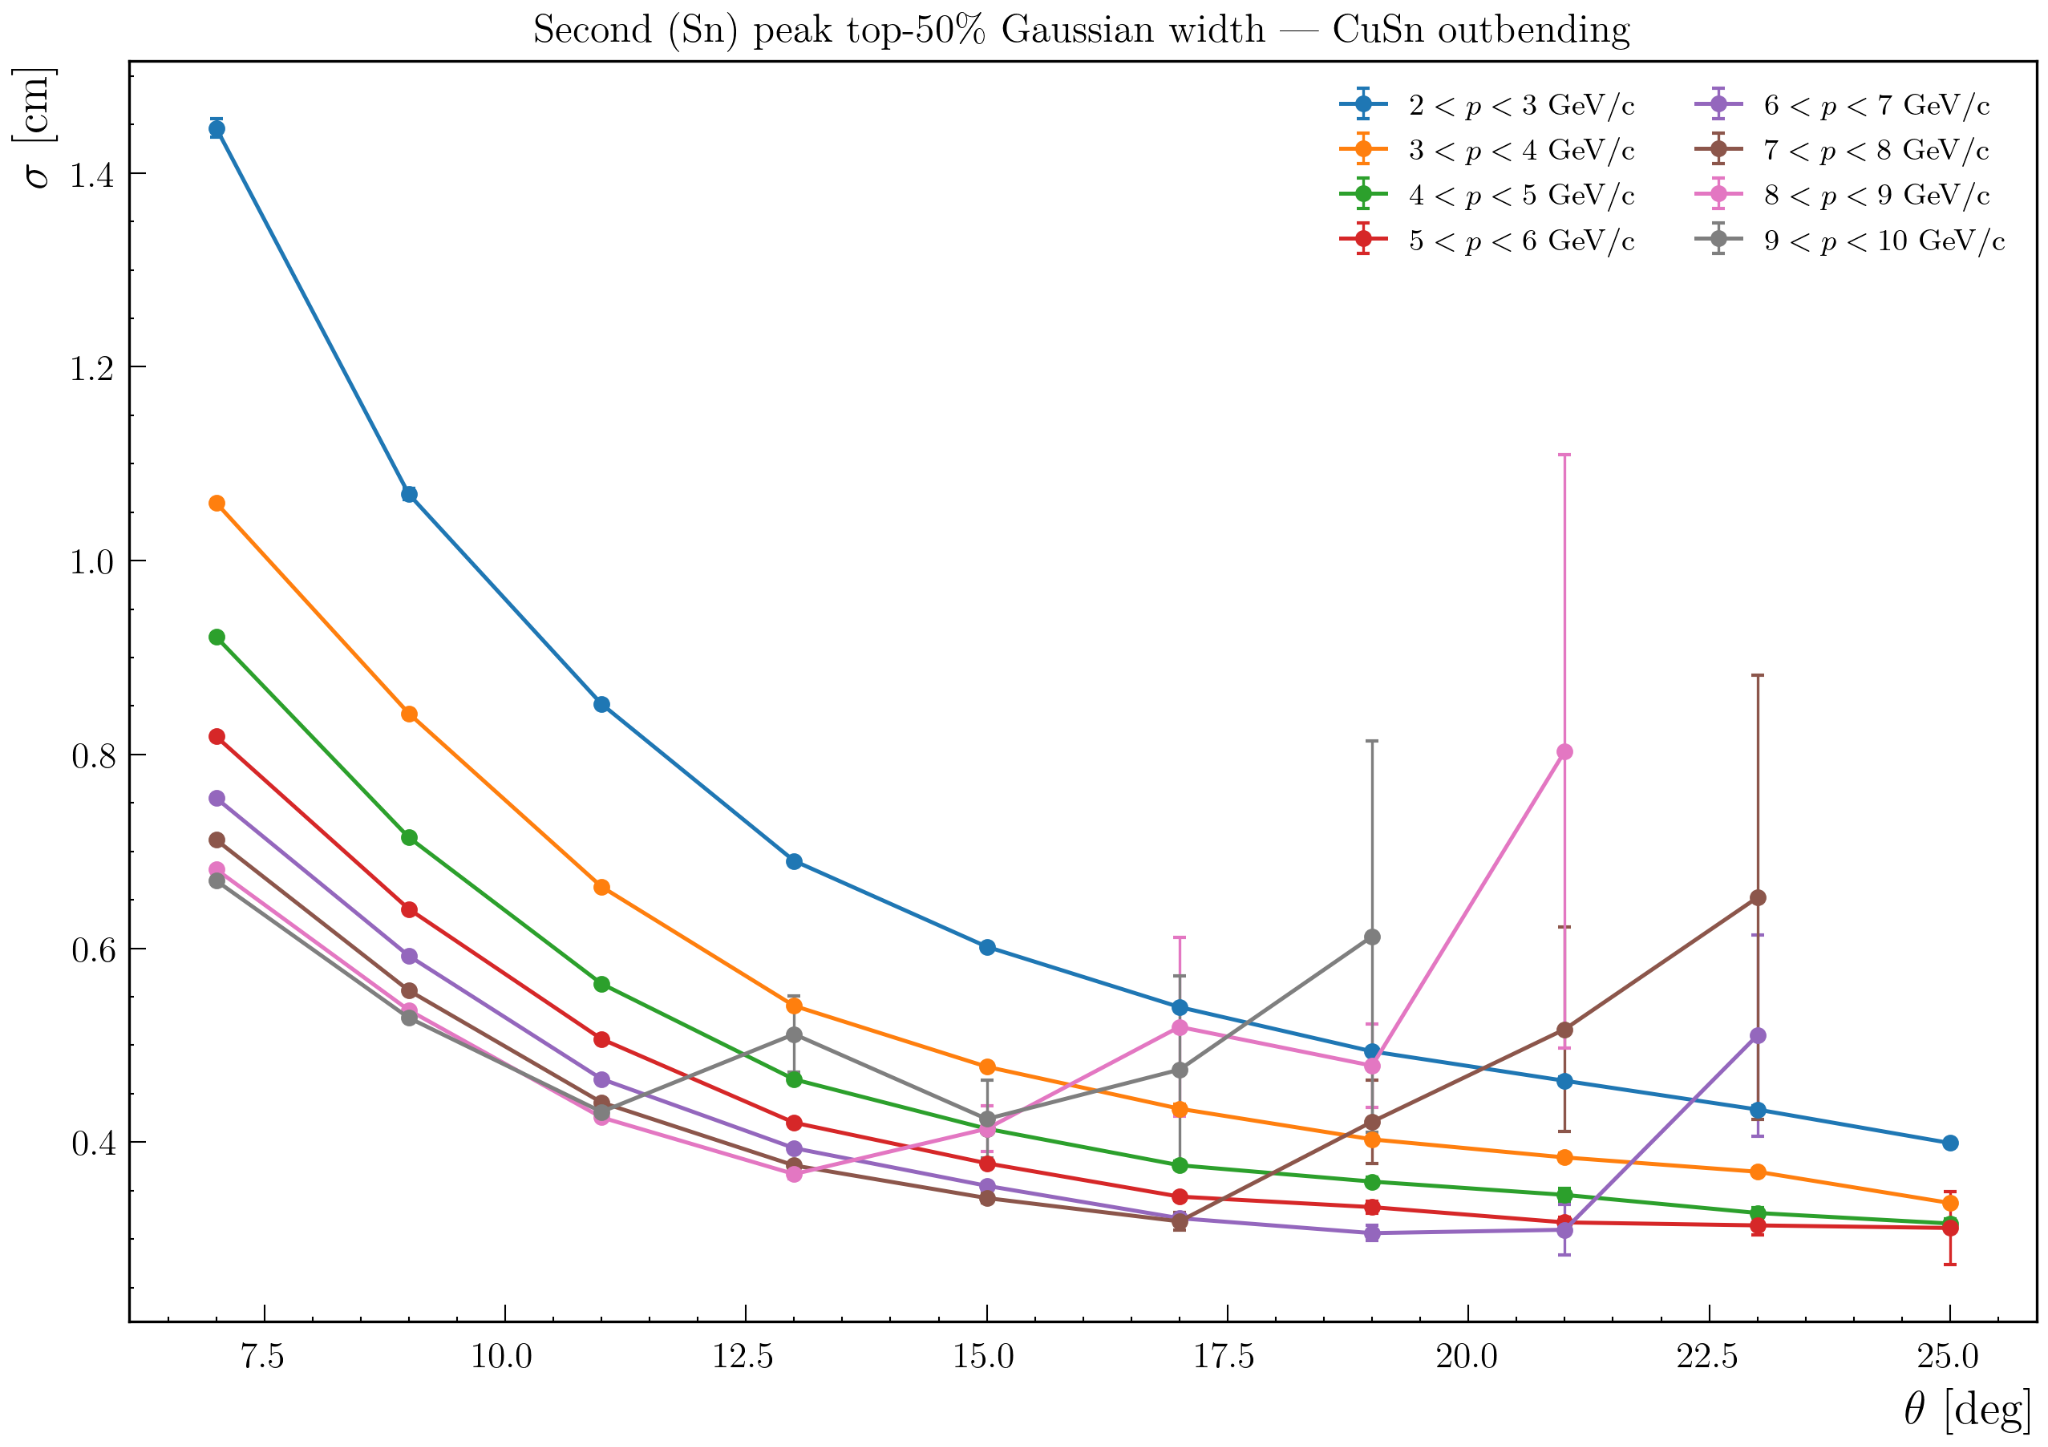 Second (Sn) peak top-50% Gaussian width — CuSn outbending
σ [cm]
2 < p < 3 GeV/c
3 < p < 4 GeV/c
4 < p < 5 GeV/c
5 < p < 6 GeV/c
6 < p < 7 GeV/c
7 < p < 8 GeV/c
8 < p < 9 GeV/c
9 < p < 10 GeV/c
1.4
1.2
1.0
0.8
0.6
0.4
7.5 10.0 12.5 15.0 17.5 20.0 22.5 25.0
θ [deg]